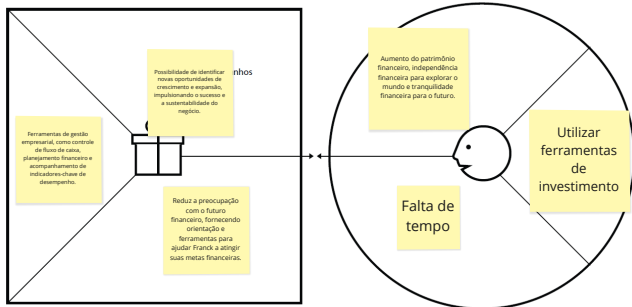 Possibilidade de identificar
novas oportunidades de
crescimento e expansão,
impulsionando o sucesso e
a sustentabilidade do
negócio.
nhos
Ferramentas de gestão
empresarial, como controle
de fluxo de caixa,
planejamento financeiro e
acompanhamento de
indicadores-chave de
desempenho.
Reduz a preocupação
com o futuro
financeiro, fornecendo
orientação e
ferramentas para
ajudar Franck a atingir
suas metas financeiras.
Aumento do patrimônio
financeiro, independência
financeira para explorar o
mundo e tranquilidade
financeira para o futuro.
Utilizar
ferramentas
de
investimento
Falta de
tempo